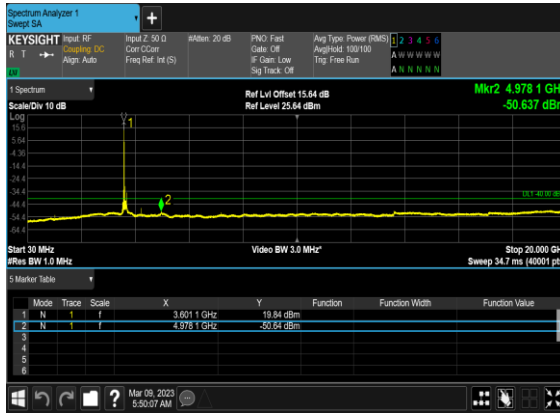 Spectrum Analyzer 1
Swept SA
+
KEYSIGHT
R T
Input: RF
Coupling: DC
Align: Auto
Input Z: 50 Ω
Corr CCorr
Freq Ref: Int (S)
#Atten: 20 dB
PNO: Fast
Gate: Off
IF Gain: Low
Sig Track: Off
Avg Type: Power (RMS)
Avg|Hold: 100/100
Trig: Free Run
1 2 3 4 5 6
A W W W W W
A N N N N N
1 Spectrum
Scale/Div 10 dB
Ref Lvl Offset 15.64 dB
Ref Level 25.64 dBm
Mkr2 4.978 1 GH
-50.637 dB
Log
15.6
5.64
-4.36
-14.4
-24.4
-34.4
-44.4
-54.4
-64.4
1
2
DL1 -40.00 dB
Start 30 MHz
#Res BW 1.0 MHz
Video BW 3.0 MHz*
Stop 20.000 GH
Sweep 34.7 ms (40001 pt
5 Marker Table
Mode Trace Scale X Y Function Function Width Function Value
1 N 1 f 3.601 1 GHz 19.84 dBm
2 N 1 f 4.978 1 GHz -50.64 dBm
3
4
5
6
?
Mar 09, 2023
5:50:07 AM